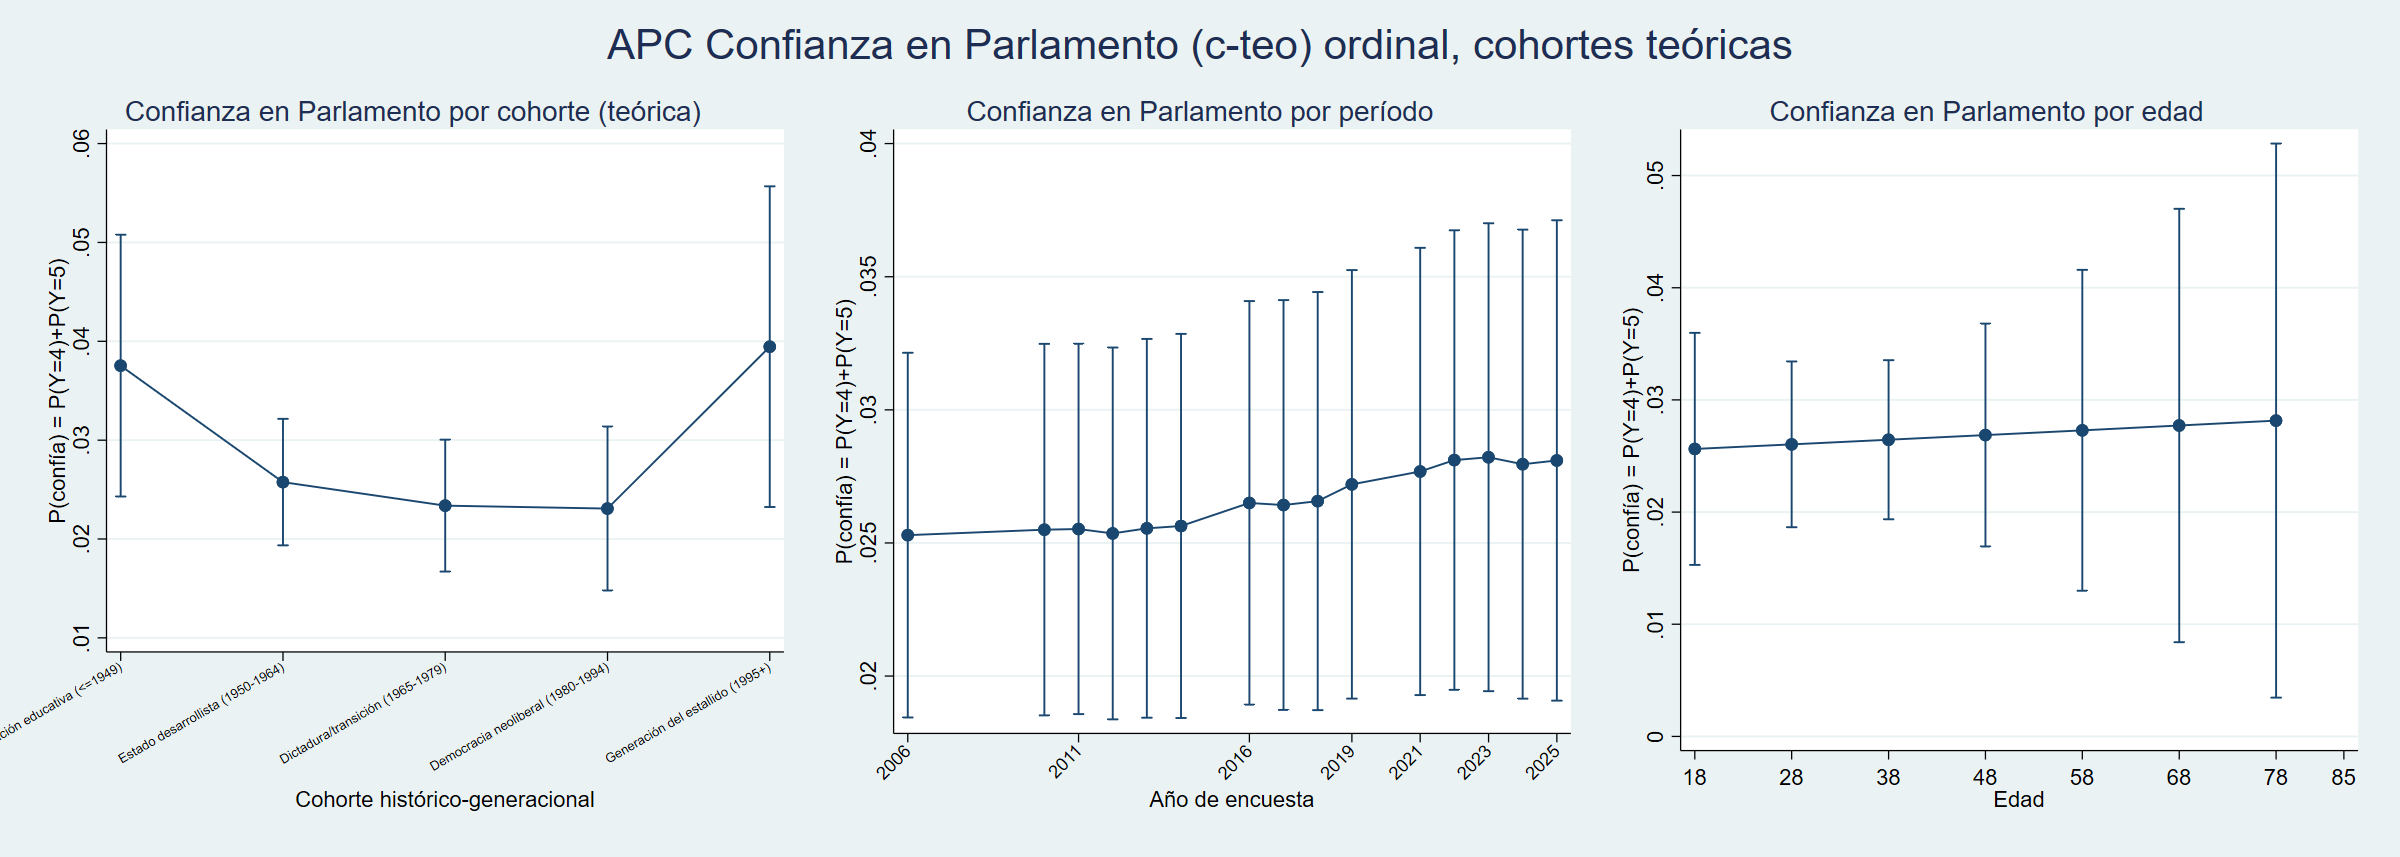 APC Confianza en Parlamento (c-teo) ordinal, cohortes teóricas
Confianza en Parlamento por cohorte (teórica)
P(confía) = P(Y=4)+P(Y=5)
.06
.05
.04
.03
.02
.01
ción educativa (<=1949)
Estado desarrollista (1950-1964)
Dictadura/transición (1965-1979)
Democracia neoliberal (1980-1994)
Generación del estallido (1995+)
Cohorte histórico-generacional
Confianza en Parlamento por período
P(confía) = P(Y=4)+P(Y=5)
.04
.035
.03
.025
.02
2006
2011
2016
2019
2021
2023
2025
Año de encuesta
Confianza en Parlamento por edad
P(confía) = P(Y=4)+P(Y=5)
.05
.04
.03
.02
.01
0
18 28 38 48 58 68 78 85
Edad